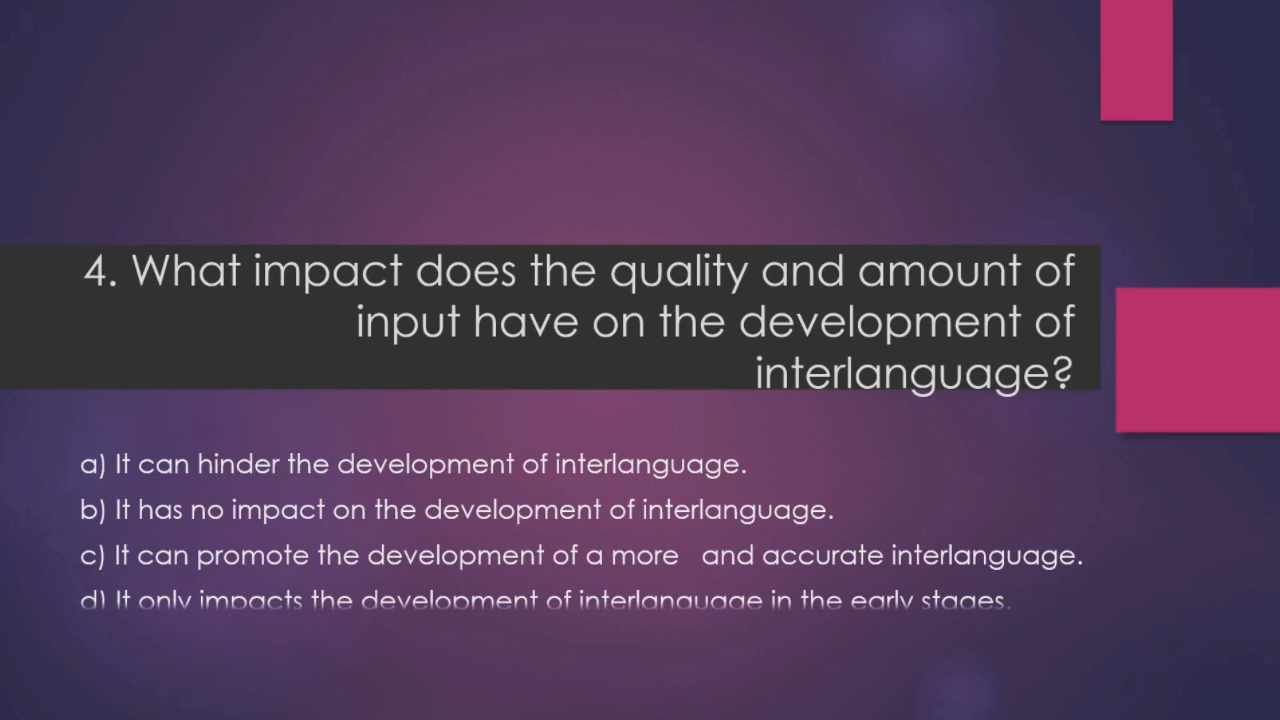 4. What impact does the quality and amount of
input have on the development of
interlanguage?
a) It can hinder the development of interlanguage.
b) It has no impact on the development of interlanguage.
c) It can promote the development of a more   and accurate interlanguage.
d) It only impacts the development of interlanguage in the early stages.